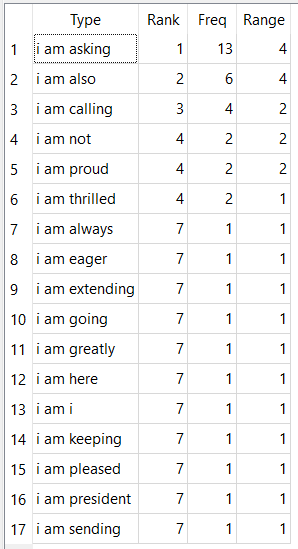 Type Rank Freq Range
1 i am asking 1 13 4
2 i am also 2 6 4
3 i am calling 3 4 2
4 i am not 4 2 2
5 i am proud 4 2 2
6 i am thrilled 4 2 1
7 i am always 7 1 1
8 i am eager 7 1 1
9 i am extending 7 1 1
10 i am going 7 1 1
11 i am greatly 7 1 1
12 i am here 7 1 1
13 i am i 7 1 1
14 i am keeping 7 1 1
15 i am pleased 7 1 1
16 i am president 7 1 1
17 i am sending 7 1 1